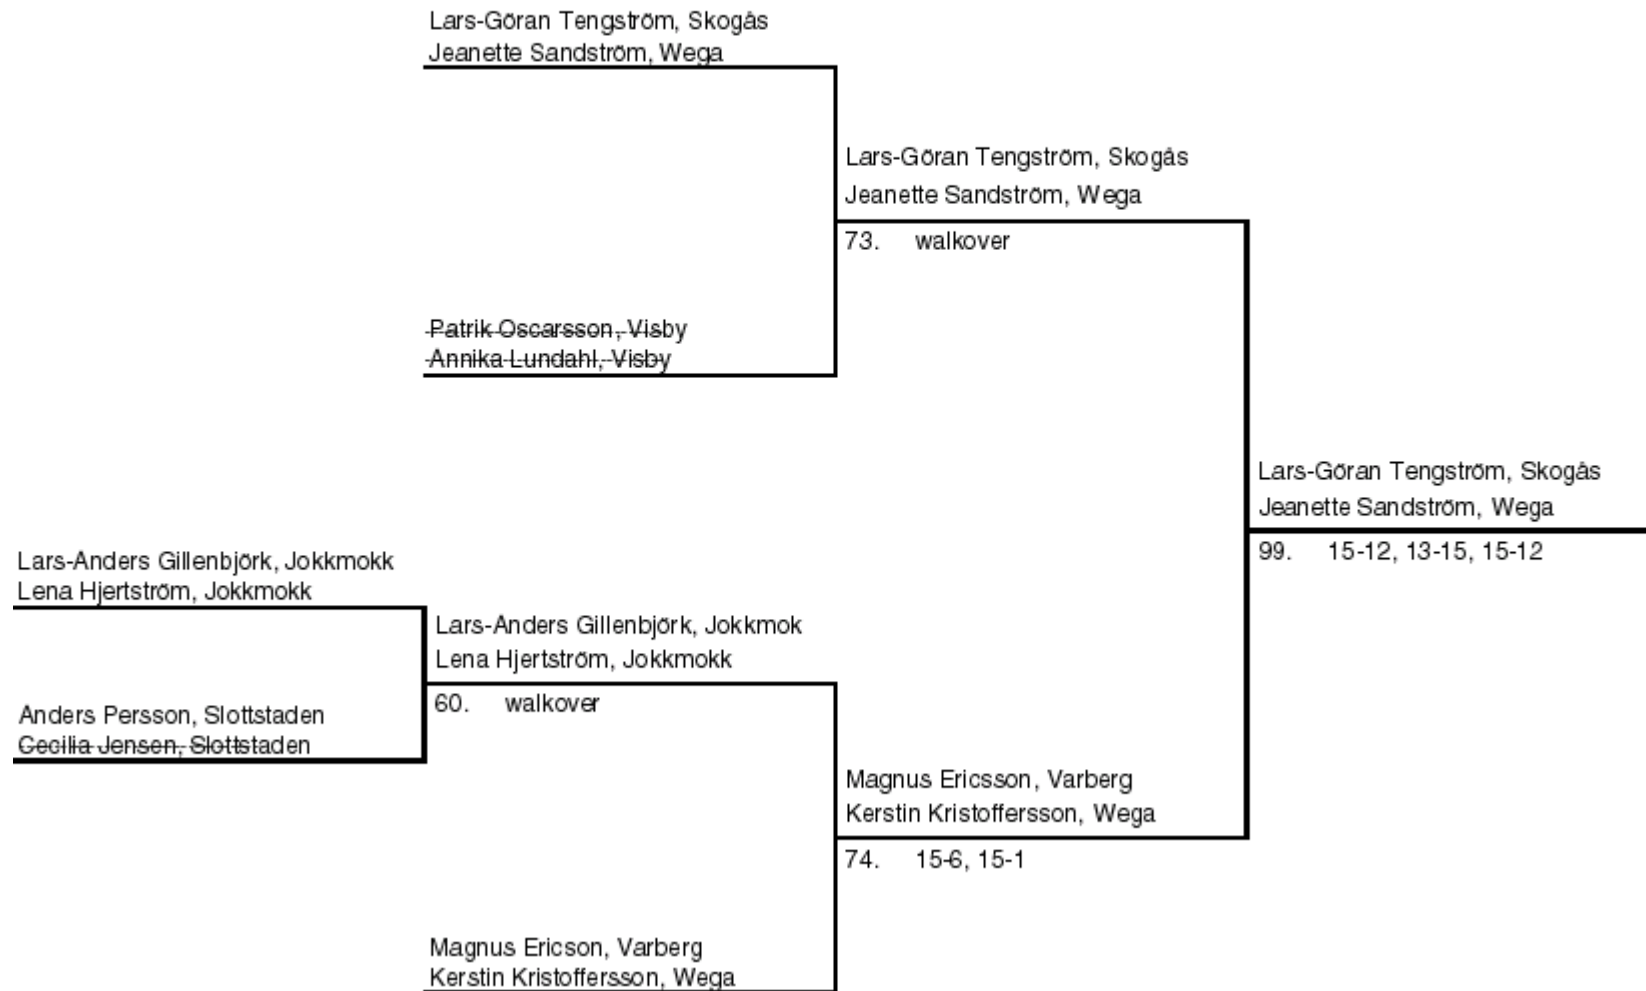 Lars-Göran Tengström, Skogås
Jeanette Sandström, Wega
Lars-Göran Tengström, Skogås
Jeanette Sandström, Wega
73. walkover
Patrik Oscarsson, Visby
Annika Lundahl, Visby
Lars-Göran Tengström, Skogås
Jeanette Sandström, Wega
99. 15-12, 13-15, 15-12
Lars-Anders Gillenbjörk, Jokkmokk
Lena Hjertström, Jokkmokk
Lars-Anders Gillenbjörk, Jokkmok
Lena Hjertström, Jokkmokk
60. walkover
Anders Persson, Slottstaden
Cecilia Jensen, Slottstaden
Magnus Ericsson, Varberg
Kerstin Kristoffersson, Wega
74. 15-6, 15-1
Magnus Ericson, Varberg
Kerstin Kristoffersson, Wega